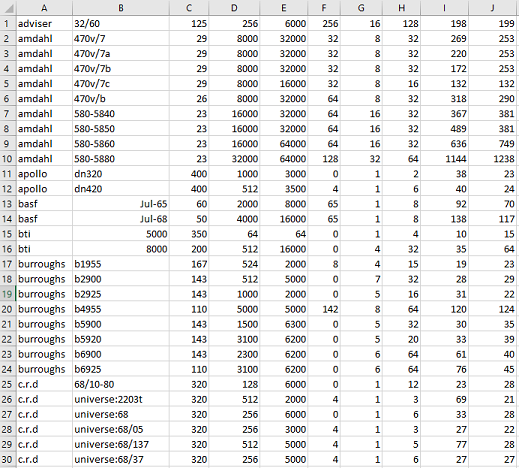 A B C D E F G H I J
1 adviser 32/60 125 256 6000 256 16 128 198 199
2 amdahl 470v/7 29 8000 32000 32 8 32 269 253
3 amdahl 470v/7a 29 8000 32000 32 8 32 220 253
4 amdahl 470v/7b 29 8000 32000 32 8 32 172 253
5 amdahl 470v/7c 29 8000 16000 32 8 16 132 132
6 amdahl 470v/b 26 8000 32000 64 8 32 318 290
7 amdahl 580-5840 23 16000 32000 64 16 32 367 381
8 amdahl 580-5850 23 16000 32000 64 16 32 489 381
9 amdahl 580-5860 23 16000 64000 64 16 32 636 749
10 amdahl 580-5880 23 32000 64000 128 32 64 1144 1238
11 apollo dn320 400 1000 3000 0 1 2 38 23
12 apollo dn420 400 512 3500 4 1 6 40 24
13 basf Jul-65 60 2000 8000 65 1 8 92 70
14 basf Jul-68 50 4000 16000 65 1 8 138 117
15 bti 5000 350 64 64 0 1 4 10 15
16 bti 8000 200 512 16000 0 4 32 35 64
17 burroughs b1955 167 524 2000 8 4 15 19 23
18 burroughs b2900 143 512 5000 0 7 32 28 29
19 burroughs b2925 143 1000 2000 0 5 16 31 22
20 burroughs b4955 110 5000 5000 142 8 64 120 124
21 burroughs b5900 143 1500 6300 0 5 32 30 35
22 burroughs b5920 143 3100 6200 0 5 20 33 39
23 burroughs b6900 143 2300 6200 0 6 64 61 40
24 burroughs b6925 110 3100 6200 0 6 64 76 45
25 c.r.d 68/10-80 320 128 6000 0 1 12 23 28
26 c.r.d universe:2203t 320 512 2000 4 1 3 69 21
27 c.r.d universe:68 320 256 6000 0 1 6 33 28
28 c.r.d universe:68/05 320 256 3000 4 1 3 27 22
29 c.r.d universe:68/137 320 512 5000 4 1 5 77 28
30 c.r.d universe:68/37 320 256 5000 4 1 6 27 27